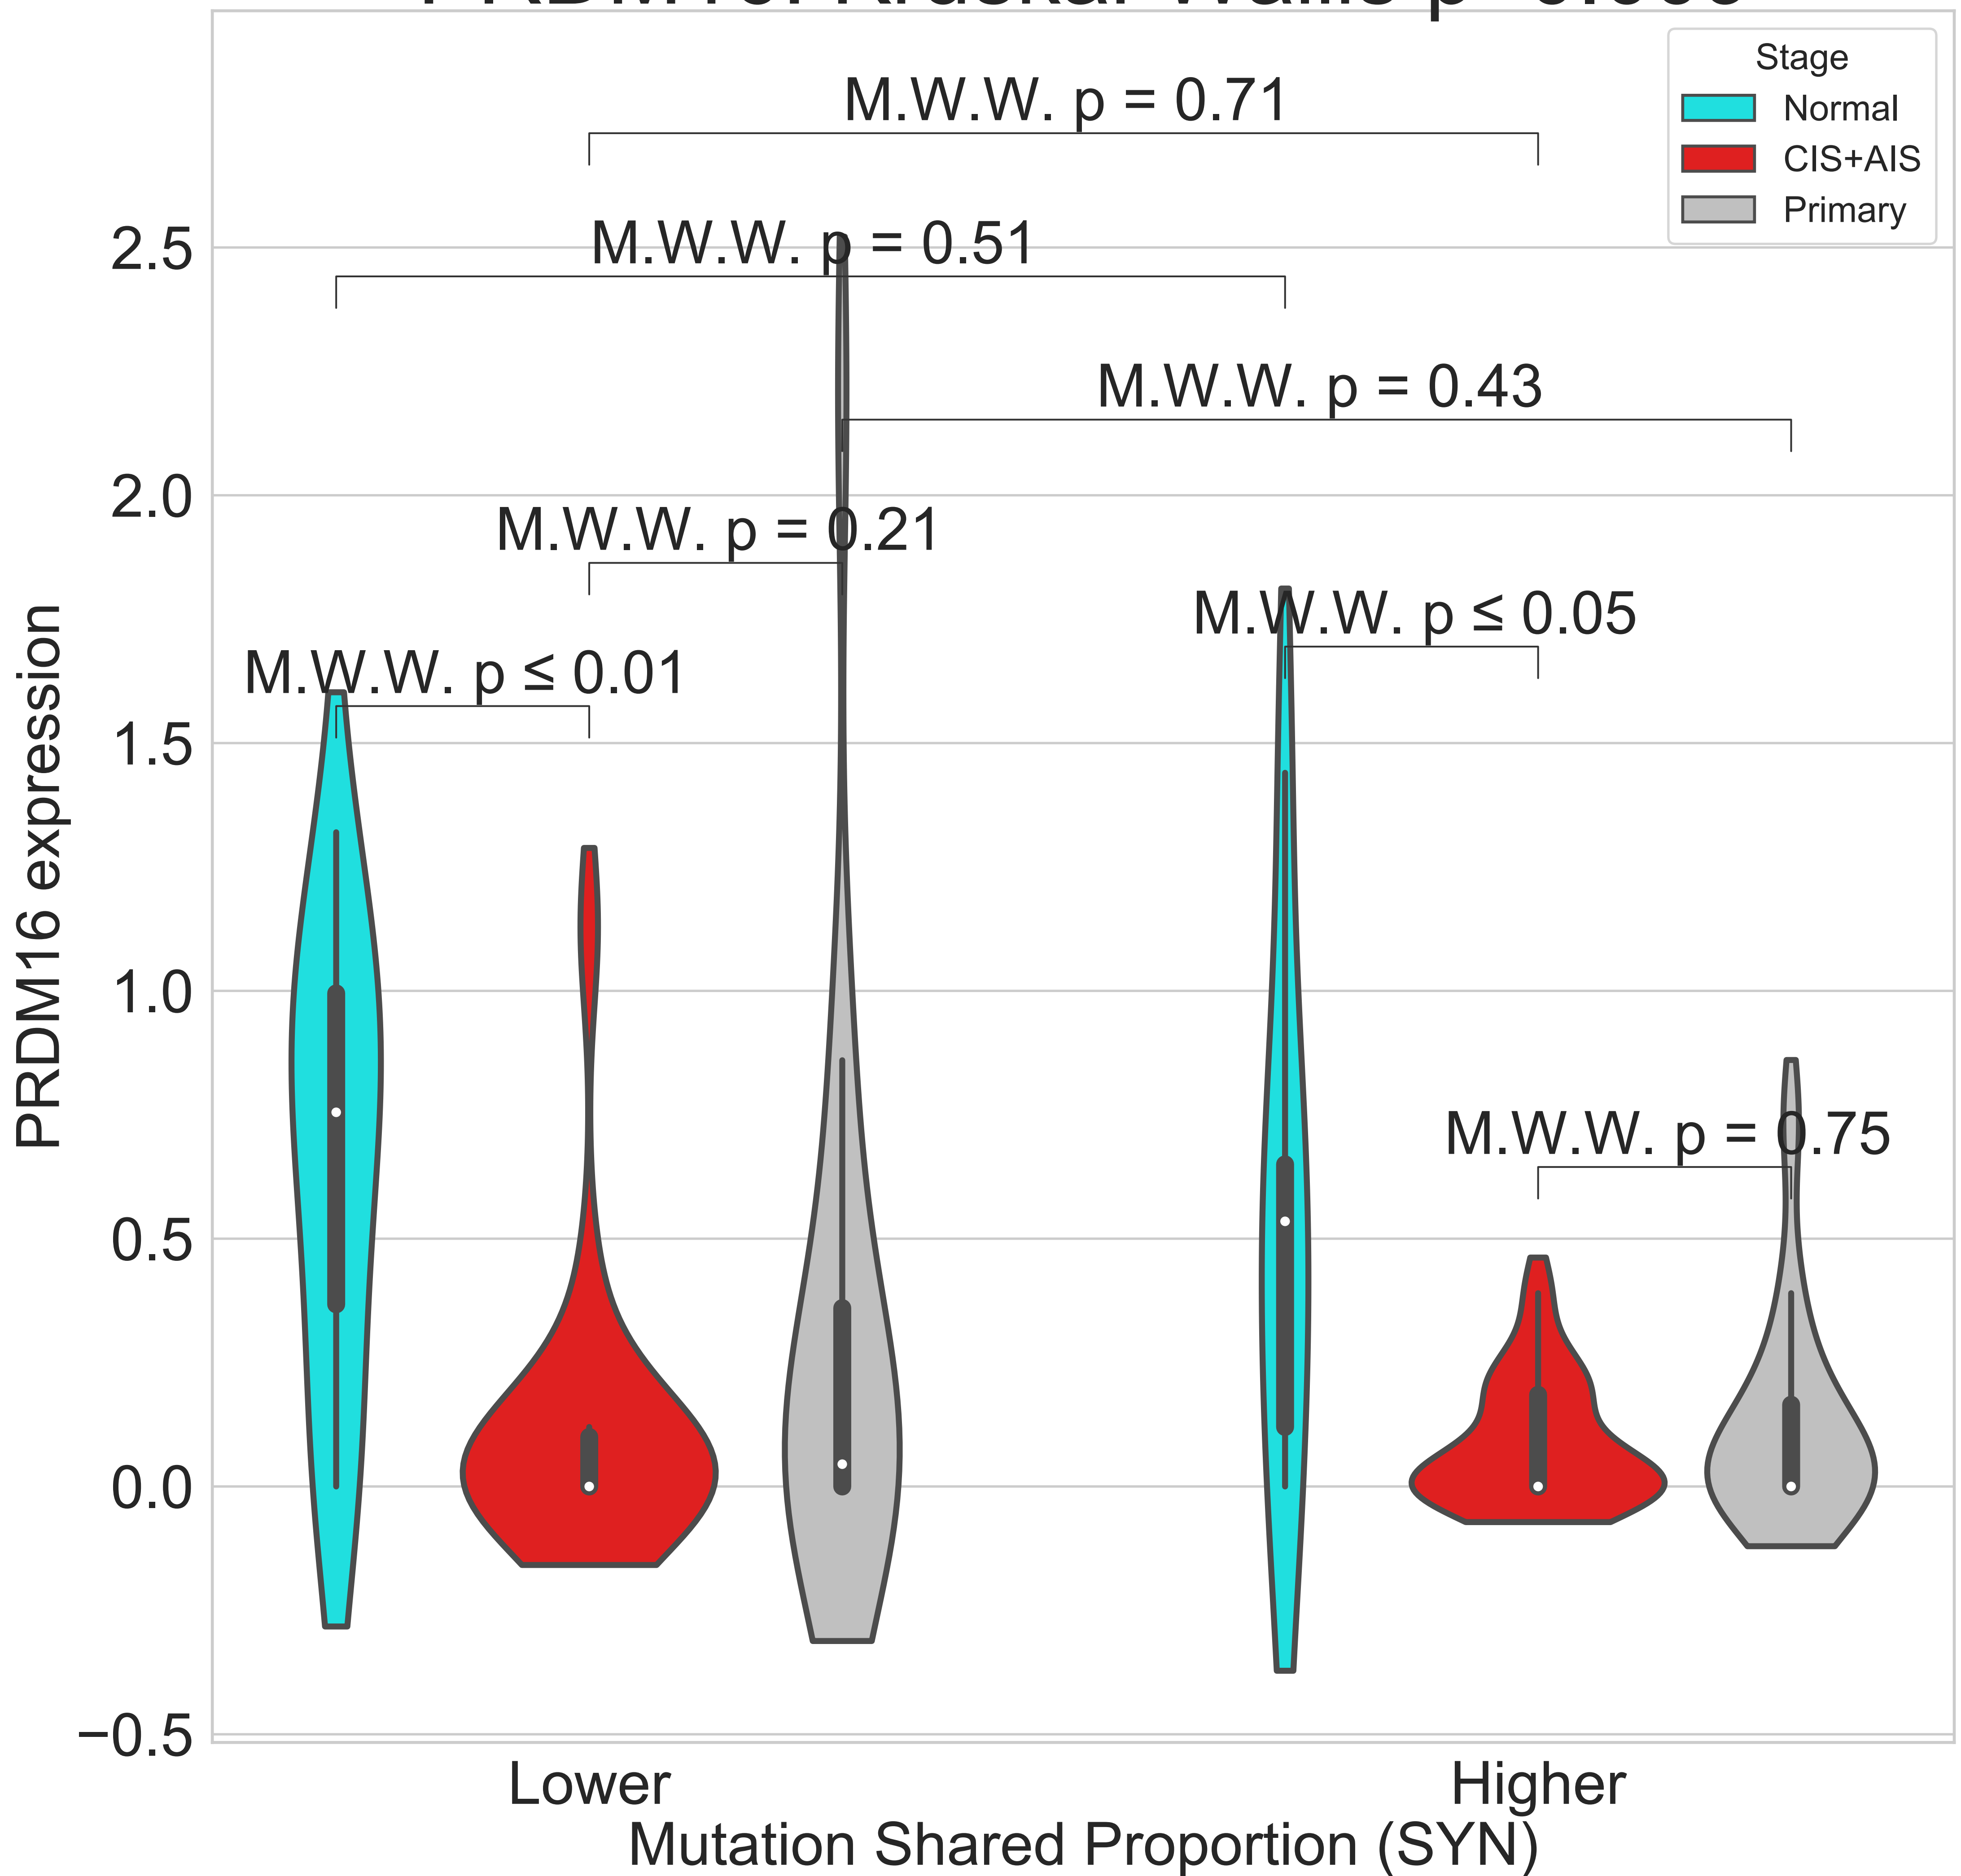 Stage
Normal
CIS+AIS
Primary
M.W.W. p = 0.71
M.W.W. p = 0.51
M.W.W. p = 0.43
M.W.W. p = 0.21
M.W.W. p ≤ 0.05
M.W.W. p ≤ 0.01
M.W.W. p = 0.75
2.5
2.0
1.5
1.0
0.5
0.0
−0.5
PRDM16 expression
Lower
Higher
Mutation Shared Proportion (SYN)